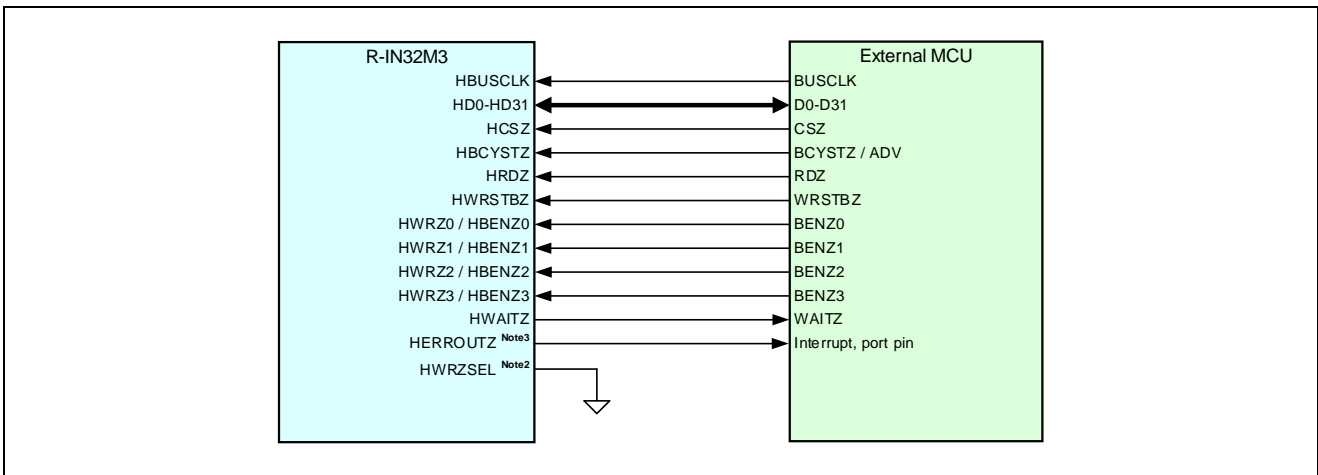 R-IN32M3 External MCU
HBUSCLK BUSCLK
HD0-HD31 D0-D31
HCSZ CSZ
HBCYSTZ BCYSTZ / ADV
HRDZ RDZ
HWRSTBZ WRSTBZ
HWRZ0 / HBENZ0 BENZ0
HWRZ1 / HBENZ1 BENZ1
HWRZ2 / HBENZ2 BENZ2
HWRZ3 / HBENZ3 BENZ3
HWAITZ WAITZ
HERROUTZ Note3 Interrupt, port pin
HWRZSEL Note2